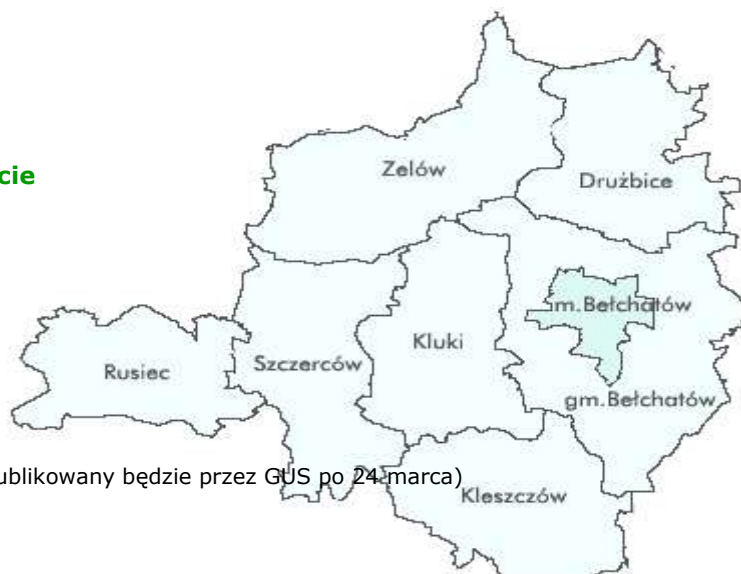 Zelów
cie
Drużbice
m.Bełchatów
Kluki
Szczerców
Rusiec
gm.Bełchatów
ublikowany będzie przez GUS po 24 marca)
Kleszczów